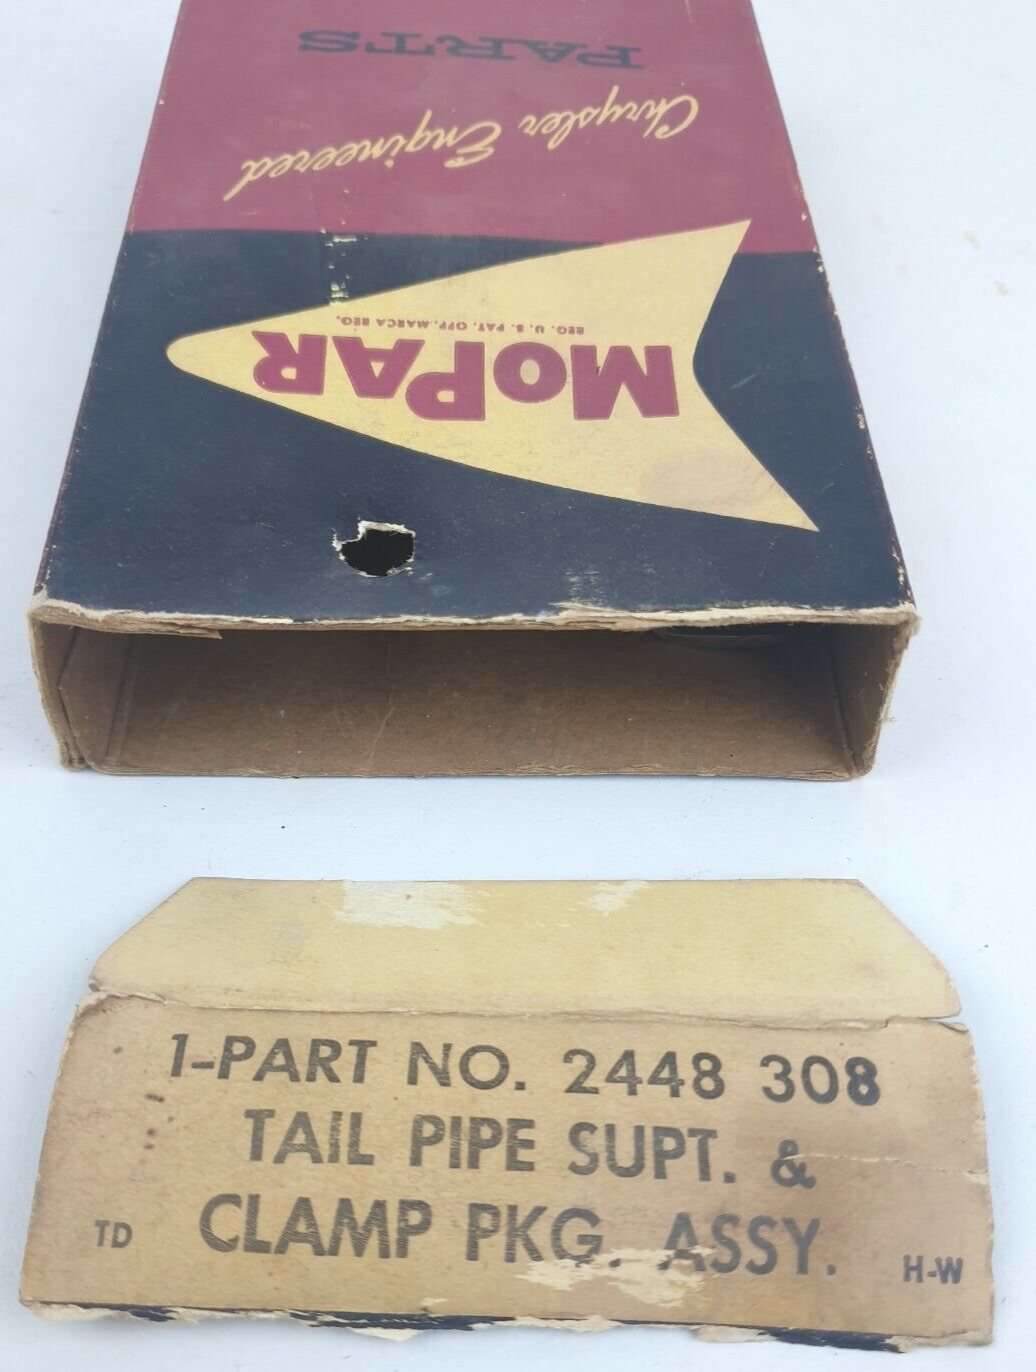 MOPAR
REG. U. S. PAT. OFF. MARCA REG.
Chrysler Engineered
PARTS
1-PART NO. 2448 308
TAIL PIPE SUPT. &
CLAMP PKG. ASSY.
TD
H-W